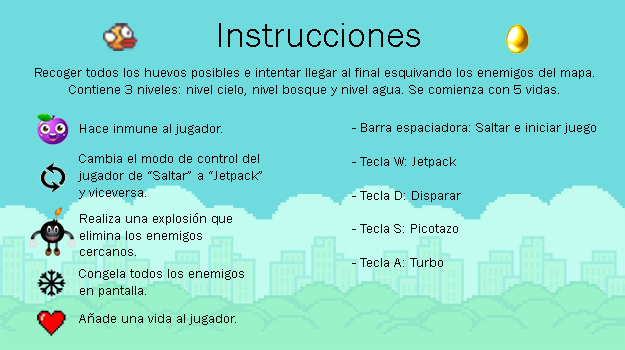 Instrucciones
Recoger todos los huevos posibles e intentar llegar al final esquivando los enemigos del mapa.
Contiene 3 niveles: nivel cielo, nivel bosque y nivel agua. Se comienza con 5 vidas.
Hace inmune al jugador.
Cambia el modo de control del
jugador de “Saltar” a “Jetpack”
y viceversa.
Realiza una explosión que
elimina los enemigos
cercanos.
Congela todos los enemigos
en pantalla.
Añade una vida al jugador.
- Barra espaciadora: Saltar e iniciar juego
- Tecla W: Jetpack
- Tecla D: Disparar
- Tecla S: Picotazo
- Tecla A: Turbo